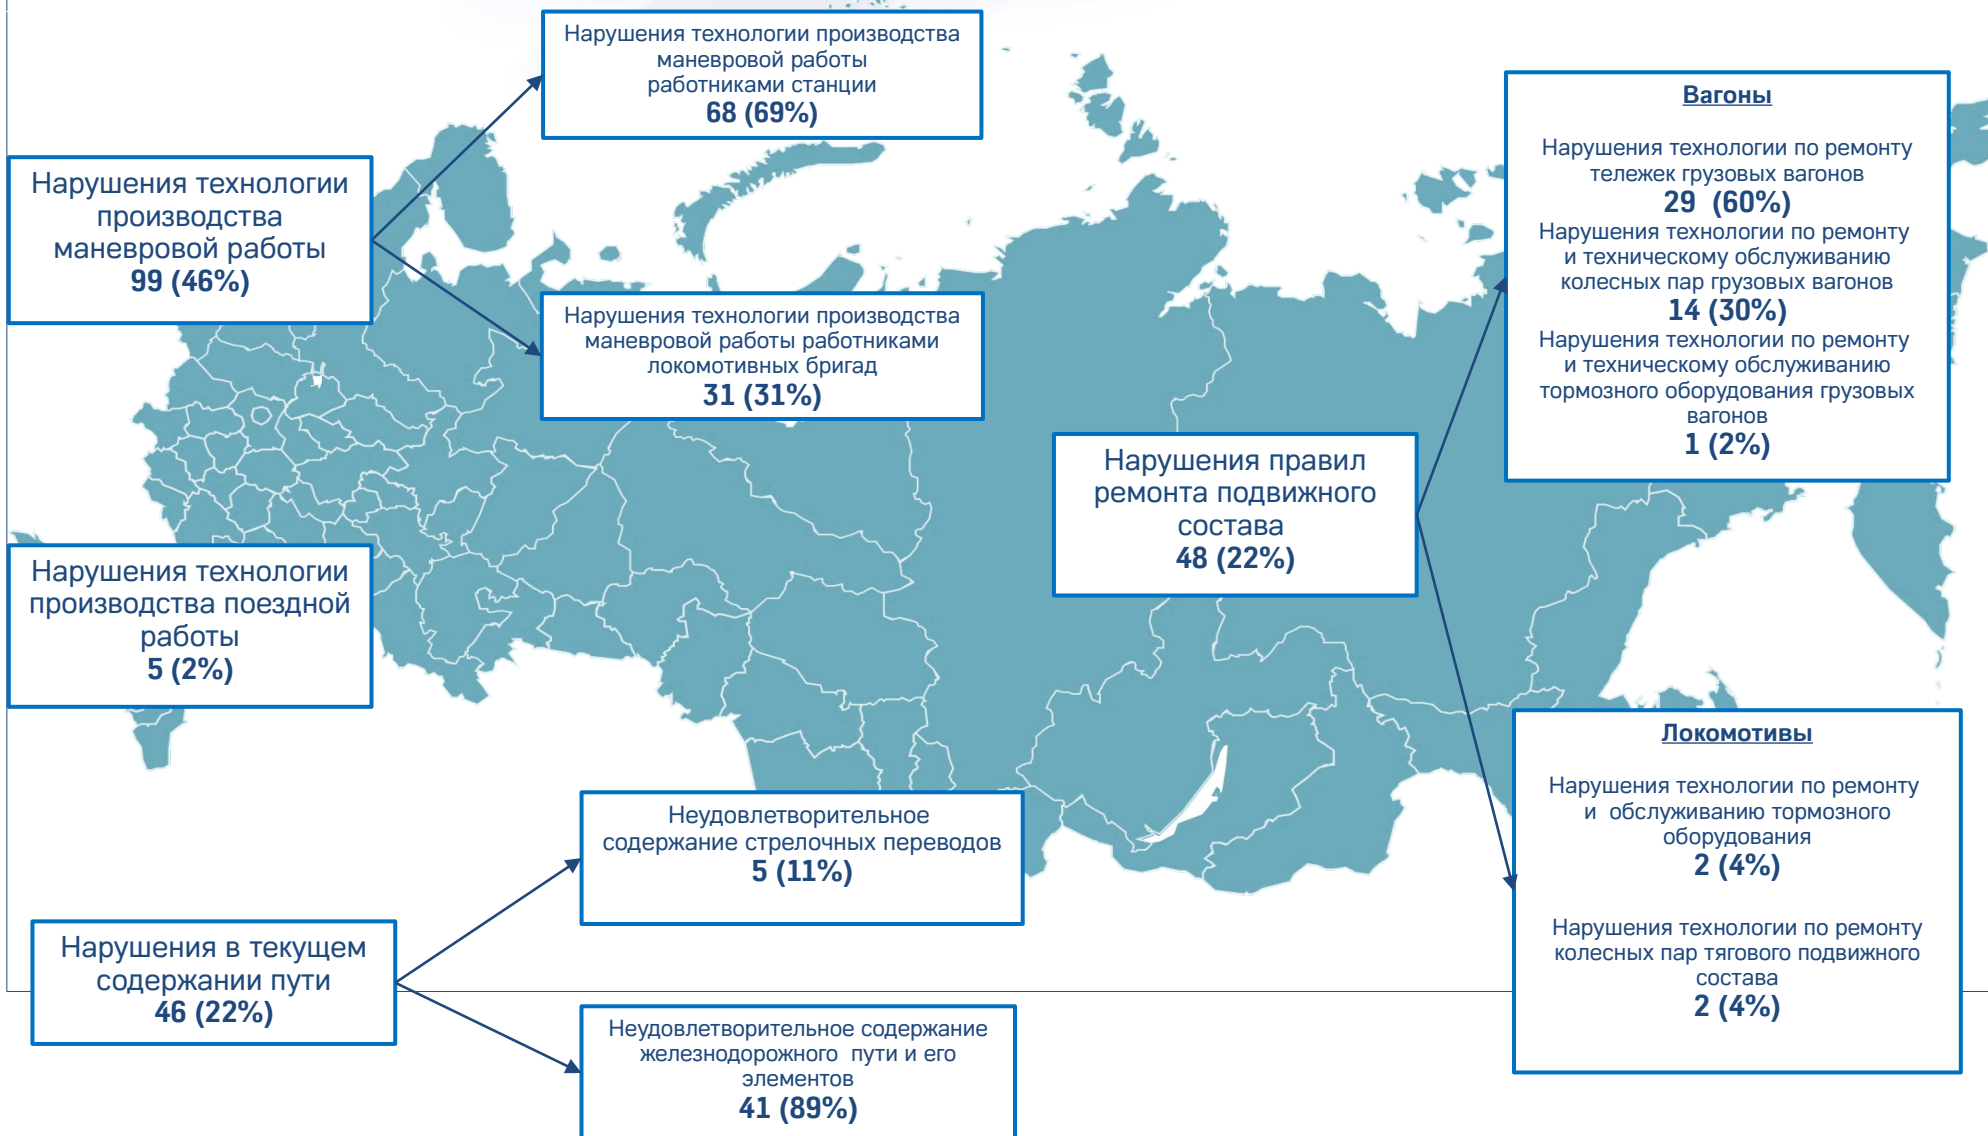 Нарушения технологии
производства
маневровой работы
99 (46%)
Нарушения технологии производства
маневровой работы
работниками станции
68 (69%)
Нарушения технологии производства
маневровой работы работниками
локомотивных бригад
31 (31%)
Нарушения технологии
производства поездной
работы
5 (2%)
Нарушения в текущем
содержании пути
46 (22%)
Неудовлетворительное
содержание стрелочных переводов
5 (11%)
Неудовлетворительное содержание
железнодорожного пути и его
элементов
41 (89%)
Нарушения правил
ремонта подвижного
состава
48 (22%)
Вагоны
Нарушения технологии по ремонту
тележек грузовых вагонов
29 (60%)
Нарушения технологии по ремонту
и техническому обслуживанию
колесных пар грузовых вагонов
14 (30%)
Нарушения технологии по ремонту
и техническому обслуживанию
тормозного оборудования грузовых
вагонов
1 (2%)
Локомотивы
Нарушения технологии по ремонту
и обслуживанию тормозного
оборудования
2 (4%)
Нарушения технологии по ремонту
колесных пар тягового подвижного
состава
2 (4%)